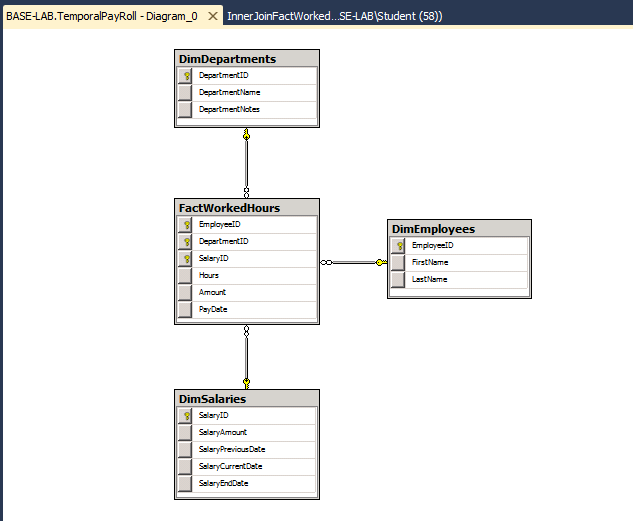 BASE-LAB.TemporalPayRoll - Diagram_0 InnerJoinFactWorked...SE-LAB\Student (58))
DimDepartments
DepartmentID
DepartmentName
DepartmentNotes
FactWorkedHours
EmployeeID
DepartmentID
SalaryID
Hours
Amount
PayDate
DimEmployees
EmployeeID
FirstName
LastName
DimSalaries
SalaryID
SalaryAmount
SalaryPreviousDate
SalaryCurrentDate
SalaryEndDate